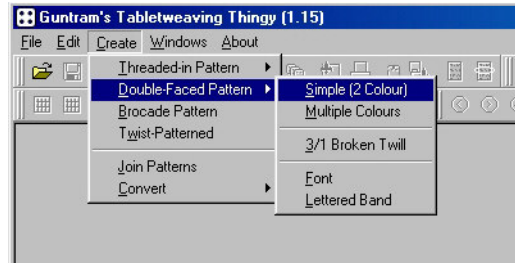 Guntram's Tabletweaving Thingy (1.15)
File Edit Create Windows About
Threaded-in Pattern
Double-Faced Pattern
Brocade Pattern
Twist-Patterned
Join Patterns
Convert
Simple (2 Colour)
Multiple Colours
3/1 Broken Twill
Font
Lettered Band